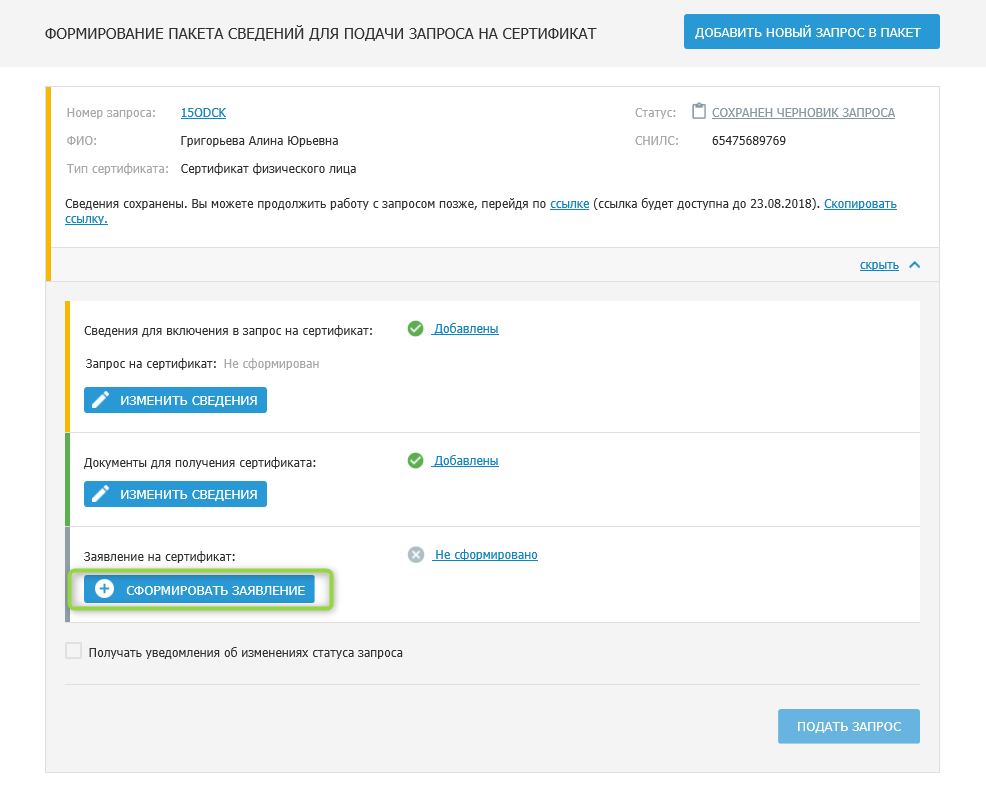 ФОРМИРОВАНИЕ ПАКЕТА СВЕДЕНИЙ ДЛЯ ПОДАЧИ ЗАПРОСА НА СЕРТИФИКАТ
ДОБАВИТЬ НОВЫЙ ЗАПРОС В ПАКЕТ
Номер запроса: 15ODCK
Статус: СОХРАНЕН ЧЕРНОВИК ЗАПРОСА
ФИО: Григорьева Алина Юрьевна
СНИЛС: 65475689769
Тип сертификата: Сертификат физического лица
Сведения сохранены. Вы можете продолжить работу с запросом позже, перейдя по ссылке (ссылка будет доступна до 23.08.2018). Скопировать
ссылку.
скрыть
Сведения для включения в запрос на сертификат: Добавлены
Запрос на сертификат: Не сформирован
ИЗМЕНИТЬ СВЕДЕНИЯ
Документы для получения сертификата: Добавлены
ИЗМЕНИТЬ СВЕДЕНИЯ
Заявление на сертификат: Не сформировано
СФОРМИРОВАТЬ ЗАЯВЛЕНИЕ
Получать уведомления об изменениях статуса запроса
ПОДАТЬ ЗАПРОС